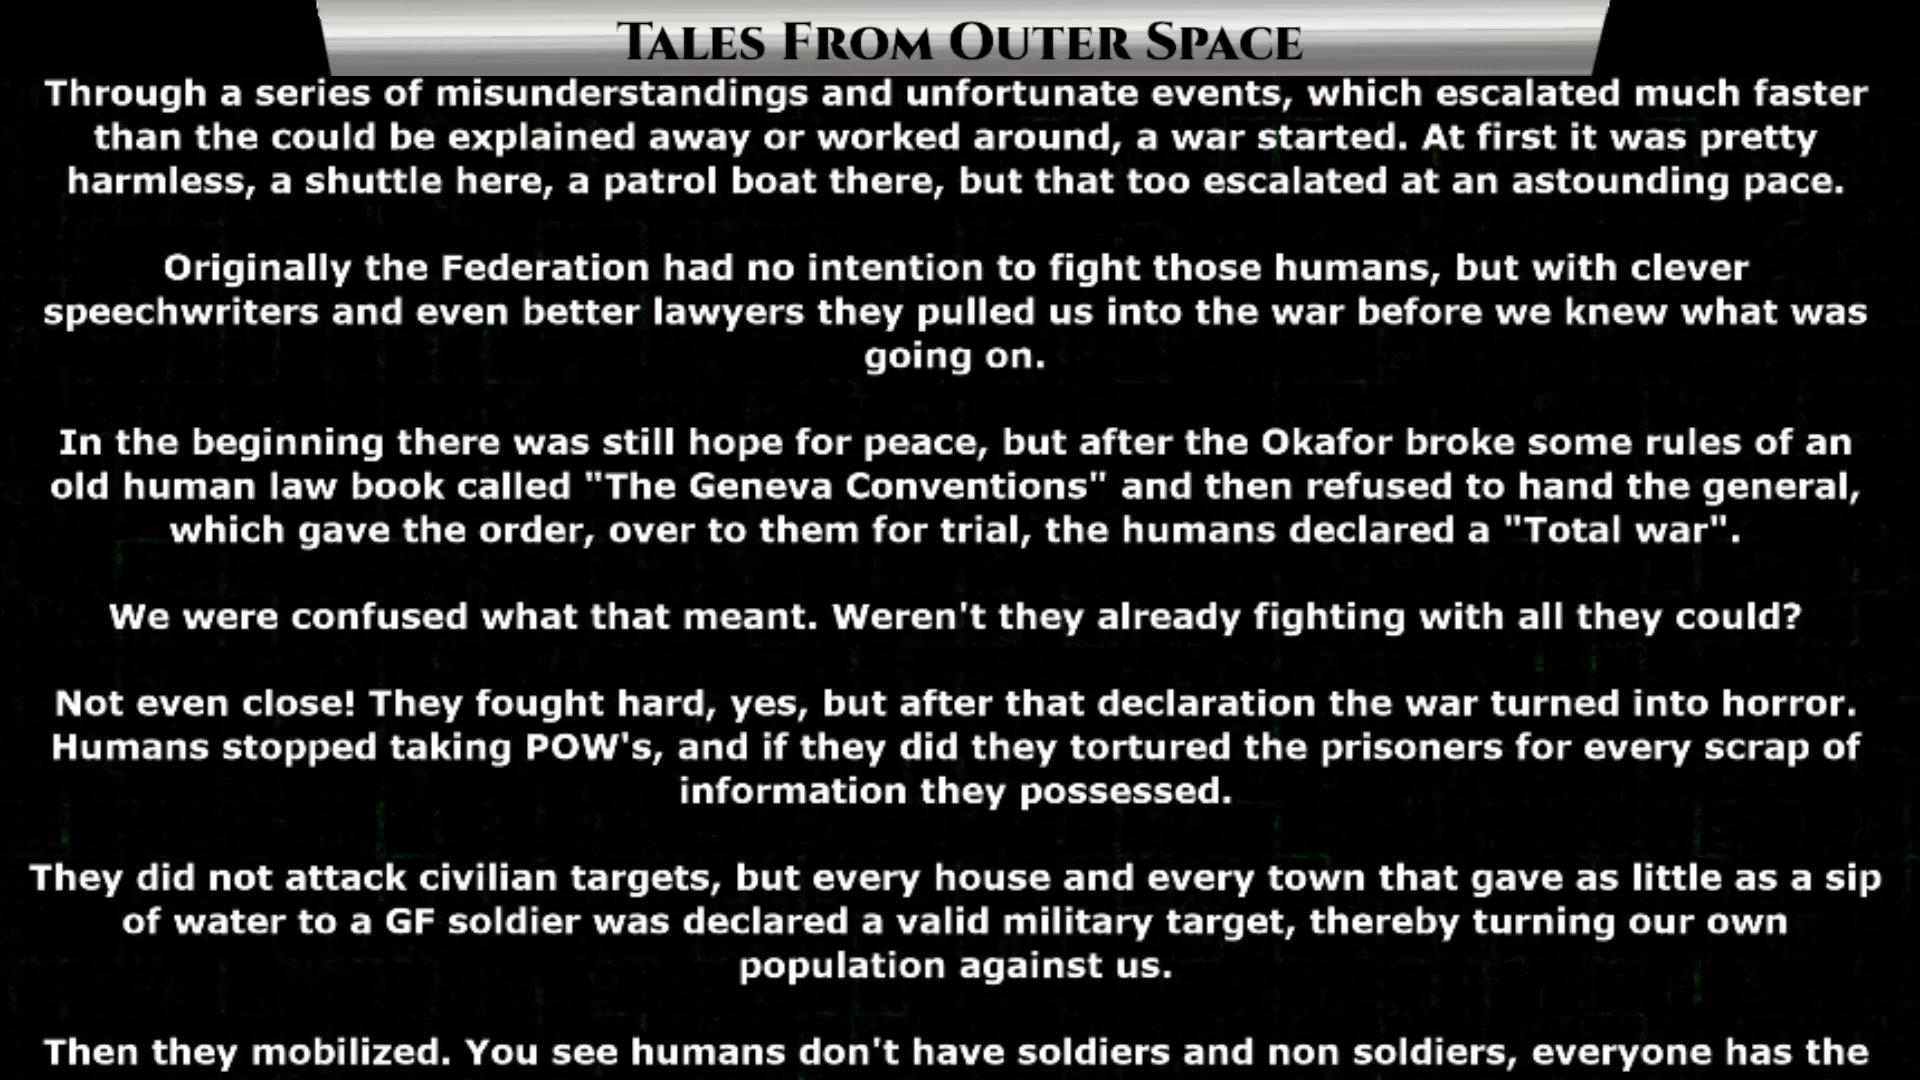 Tales From Outer Space
Through a series of misunderstandings and unfortunate events, which escalated much faster
than the could be explained away or worked around, a war started. At first it was pretty
harmless, a shuttle here, a patrol boat there, but that too escalated at an astounding pace.
Originally the Federation had no intention to fight those humans, but with clever
speechwriters and even better lawyers they pulled us into the war before we knew what was
going on.
In the beginning there was still hope for peace, but after the Okafor broke some rules of an
old human law book called "The Geneva Conventions" and then refused to hand the general,
which gave the order, over to them for trial, the humans declared a "Total war".
We were confused what that meant. Weren't they already fighting with all they could?
Not even close! They fought hard, yes, but after that declaration the war turned into horror.
Humans stopped taking POW's, and if they did they tortured the prisoners for every scrap of
information they possessed.
They did not attack civilian targets, but every house and every town that gave as little as a sip
of water to a GF soldier was declared a valid military target, thereby turning our own
population against us.
Then they mobilized. You see humans don't have soldiers and non soldiers, everyone has the